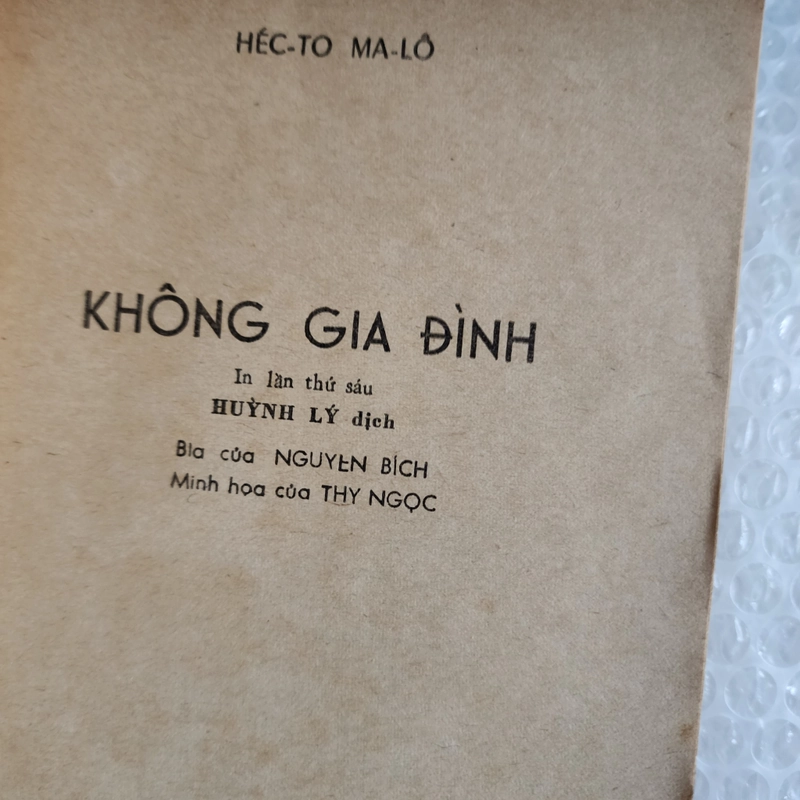 HÉC-TO MA-LÔ
KHÔNG GIA ĐÌNH
In lần thứ sáu
HUỲNH LÝ dịch
Bìa của NGUYỄN BÍCH
Minh họa của THY NGỌC